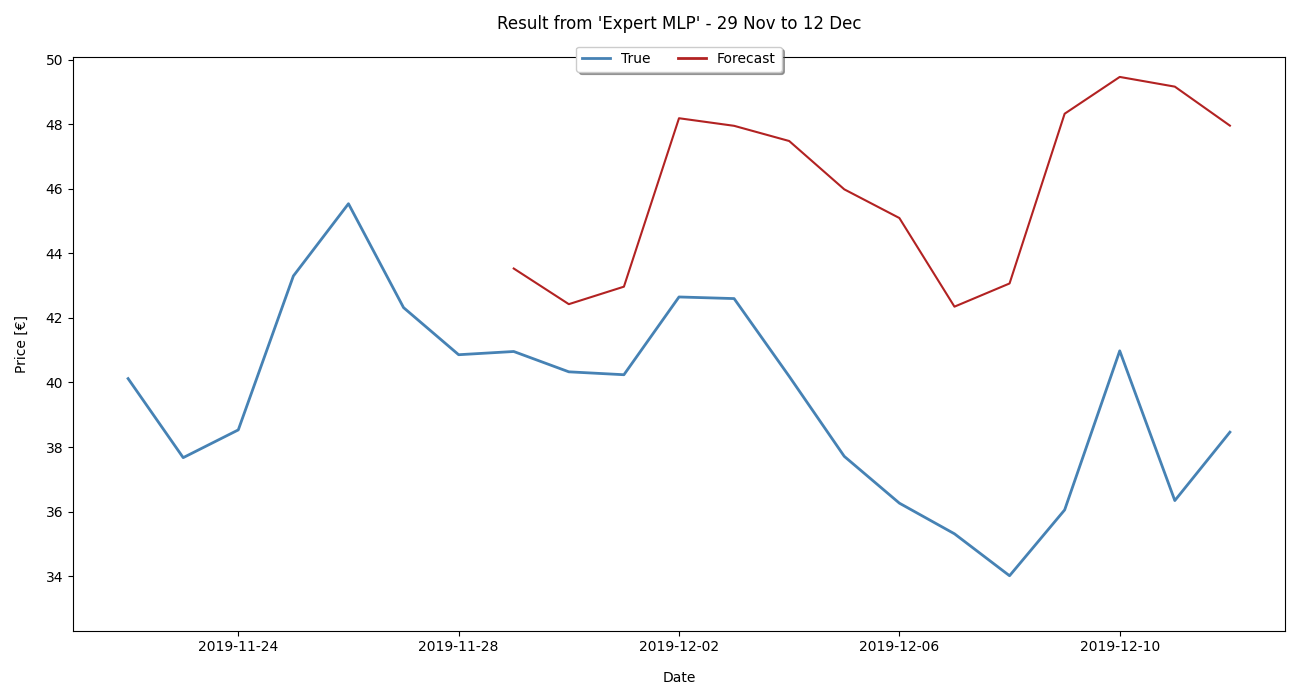 Result from 'Expert MLP' - 29 Nov to 12 Dec
True Forecast
50
48
46
44
42
40
38
36
34
Price [€]
2019-11-24 2019-11-28 2019-12-02 2019-12-06 2019-12-10
Date